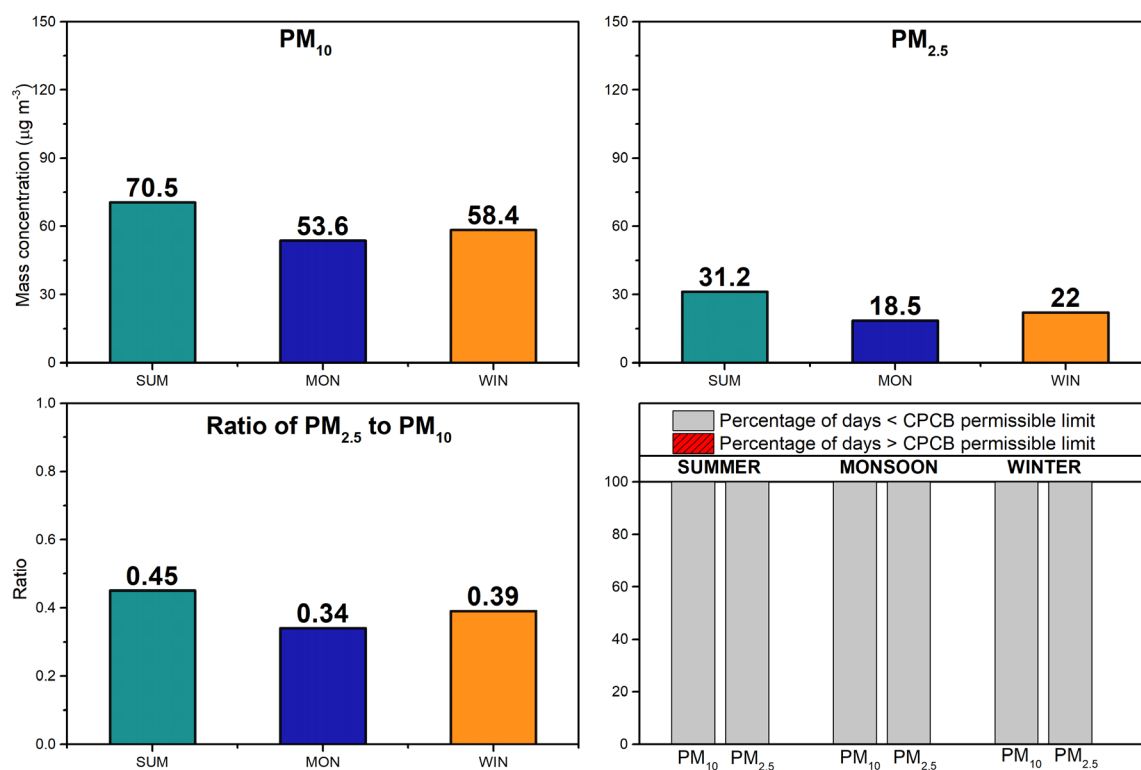 PM10
Mass concentration (µg m-3)
150
120
90
60
30
0
70.5
53.6
58.4
SUM
MON
WIN
PM2.5
150
120
90
60
30
0
31.2
18.5
22
SUM
MON
WIN
Ratio of PM2.5 to PM10
Ratio
1.0
0.8
0.6
0.4
0.2
0.0
0.45
0.34
0.39
SUM
MON
WIN
Percentage of days < CPCB permissible limit
Percentage of days > CPCB permissible limit
SUMMER MONSOON WINTER
100
80
60
40
20
0
PM10 PM2.5 PM10 PM2.5 PM10 PM2.5